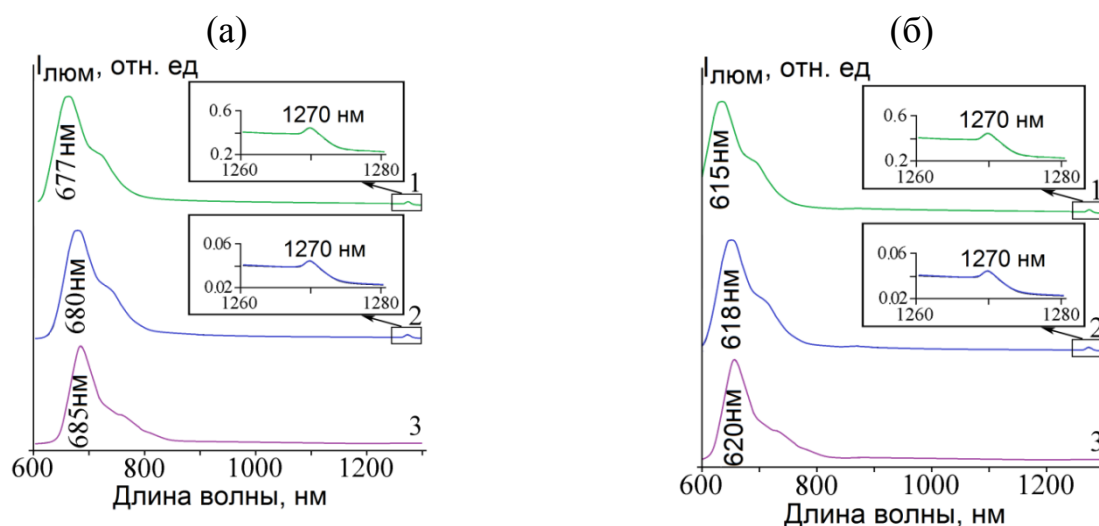 (а)
Iлюм, отн. ед
677нм
0.6
0.2
1270 нм
1260
1280
1
680нм
0.06
0.02
1270 нм
1260
1280
2
685нм
3
600
800
1000
1200
Длина волны, нм
(б)
Iлюм, отн. ед
615нм
0.6
0.2
1270 нм
1260
1280
1
618нм
0.06
0.02
1270 нм
1260
1280
2
620нм
3
600
800
1000
1200
Длина волны, нм